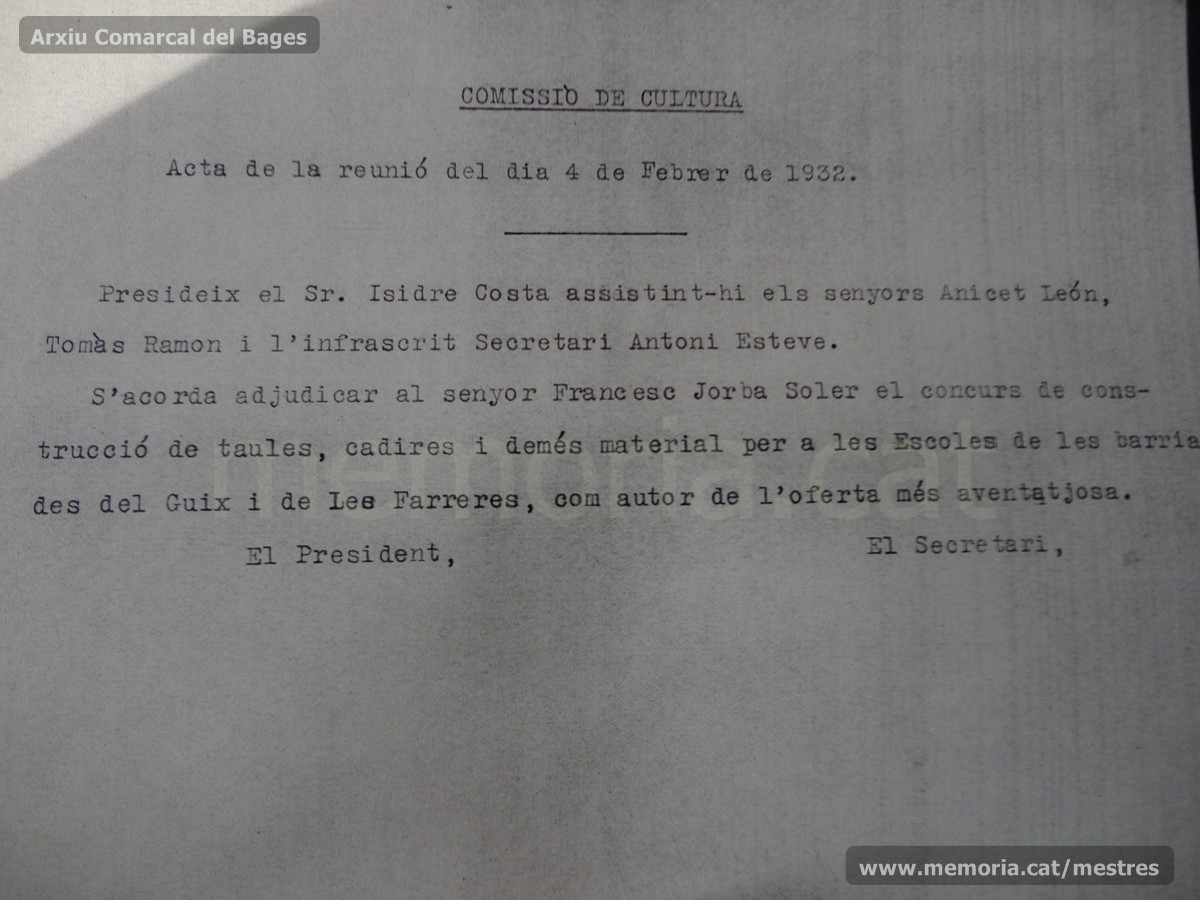 Arxiu Comarcal del Bages
COMISSIÒ DE CULTURA
Acta de la reunió del dia 4 de Febrer de 1932.
Presideix el Sr. Isidre Costa assistint-hi els senyors Anicet León,
Tomàs Ramon i l'infrascrit Secretari Antoni Esteve.
S'acorda adjudicar al senyor Francesc Jorba Soler el concurs de cons-
trucció de taules, cadires i demés material per a les Escoles de les barria
des del Guix i de Les Farreres, com autor de l'oferta més aventatjosa.
El President, El Secretari,
memoria.cat
www.memoria.cat/mestres